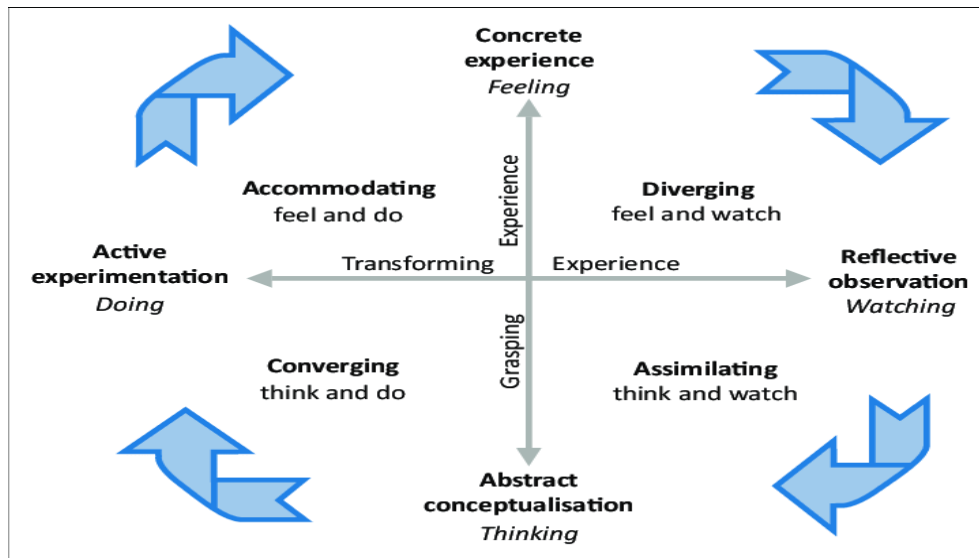 Concrete
experience
Feeling
Accommodating
feel and do
Diverging
feel and watch
Experience
Active
experimentation
Doing
Transforming
Experience
Reflective
observation
Watching
Grasping
Converging
think and do
Assimilating
think and watch
Abstract
conceptualisation
Thinking